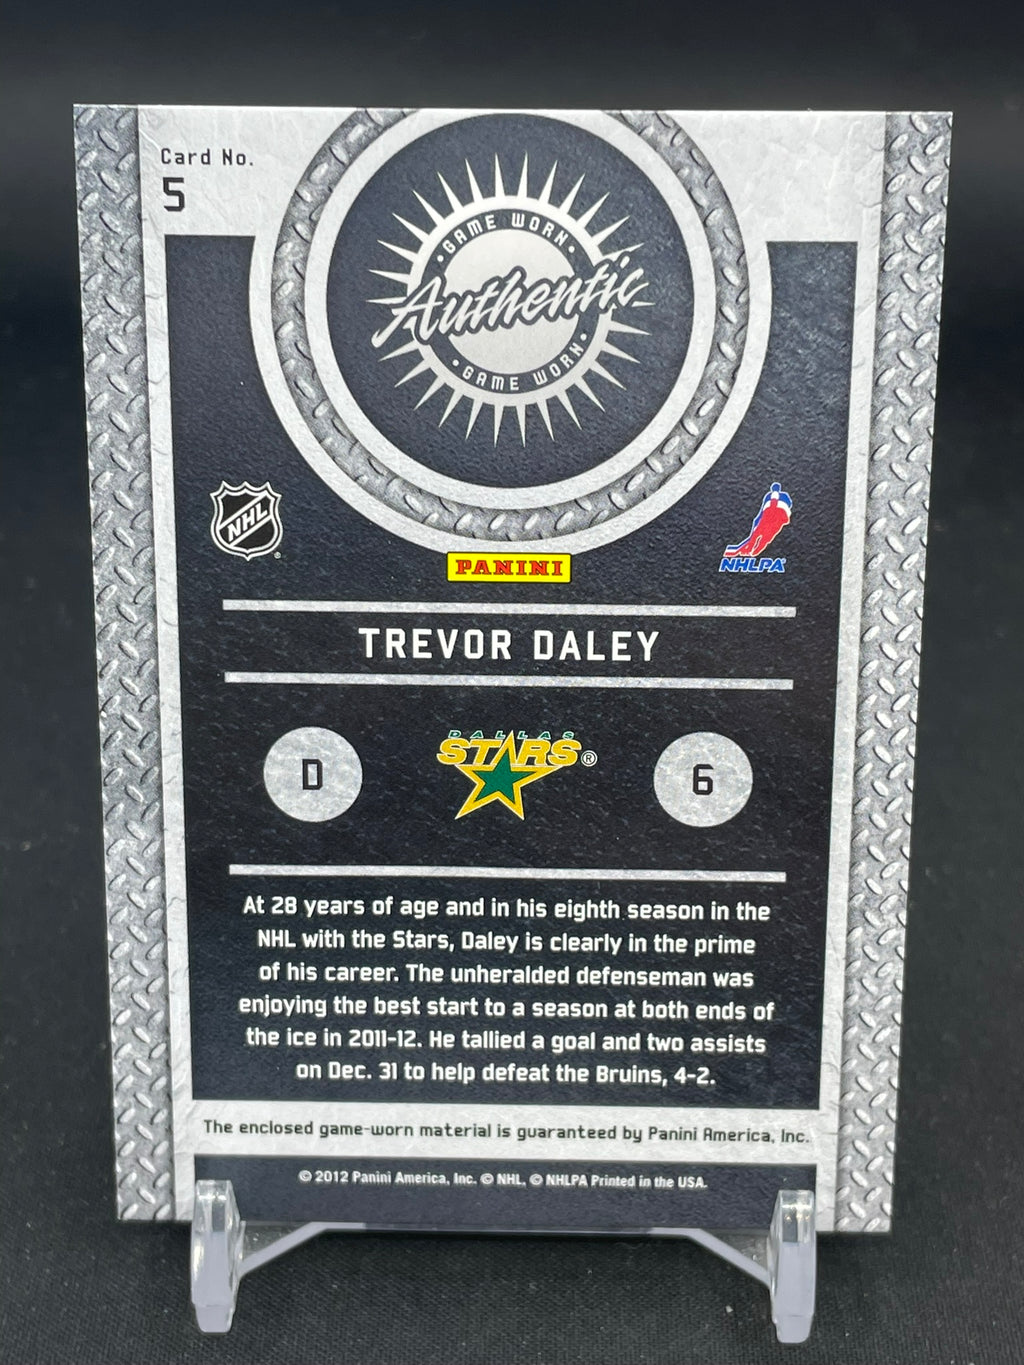 Card No.
5
GAME WORN
Authentic
GAME WORN
NHL
NHLPA
PANINI
TREVOR DALEY
D
DALLAS
STARS®
6
At 28 years of age and in his eighth season in the
NHL with the Stars, Daley is clearly in the prime
of his career. The unheralded defenseman was
enjoying the best start to a season at both ends of
the ice in 2011-12. He tallied a goal and two assists
on Dec. 31 to help defeat the Bruins, 4-2.
The enclosed game-worn material is guaranteed by Panini America, Inc.
© 2012 Panini America, Inc. © NHL, © NHLPA Printed in the USA.